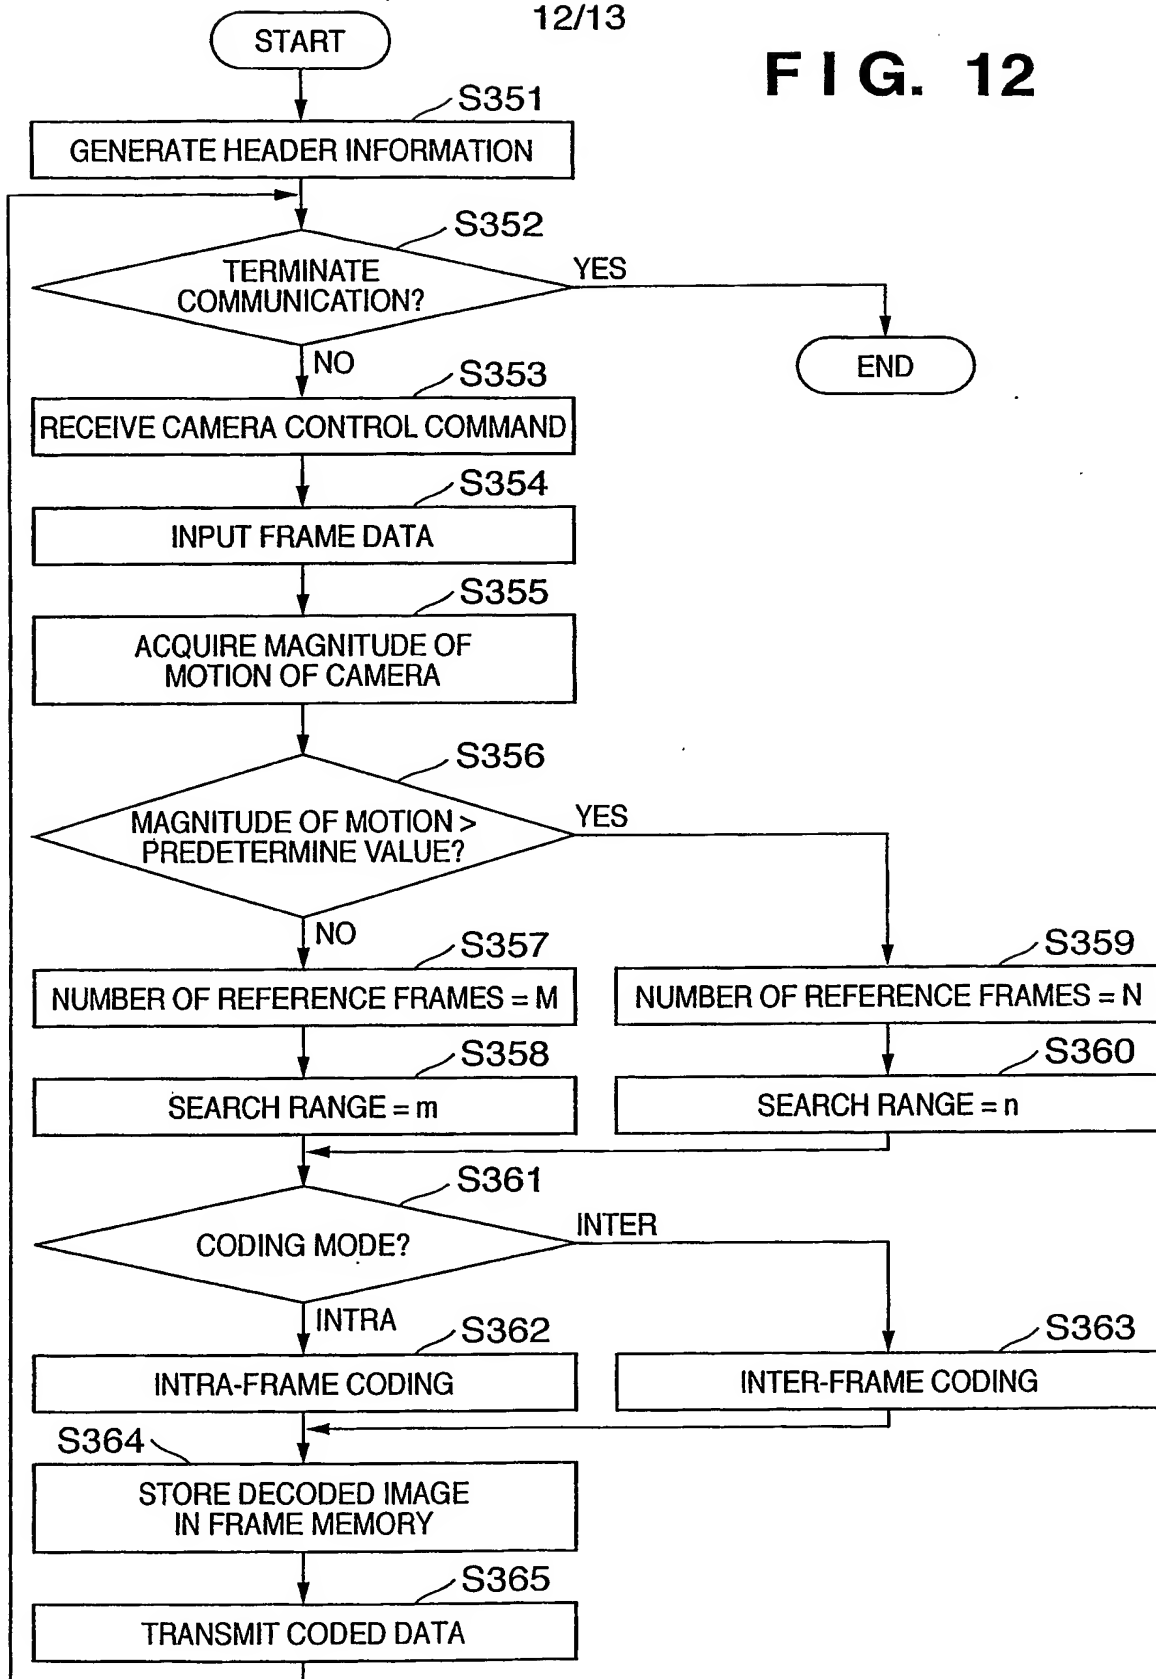 12/13
FIG. 12
START
S351
GENERATE HEADER INFORMATION
S352
TERMINATE
COMMUNICATION?
YES
END
NO
S353
RECEIVE CAMERA CONTROL COMMAND
S354
INPUT FRAME DATA
S355
ACQUIRE MAGNITUDE OF
MOTION OF CAMERA
S356
MAGNITUDE OF MOTION >
PREDETERMINE VALUE?
YES
NO
S357
NUMBER OF REFERENCE FRAMES = M
S359
NUMBER OF REFERENCE FRAMES = N
S358
SEARCH RANGE = m
S360
SEARCH RANGE = n
S361
CODING MODE?
INTER
INTRA
S362
INTRA-FRAME CODING
S363
INTER-FRAME CODING
S364
STORE DECODED IMAGE
IN FRAME MEMORY
S365
TRANSMIT CODED DATA